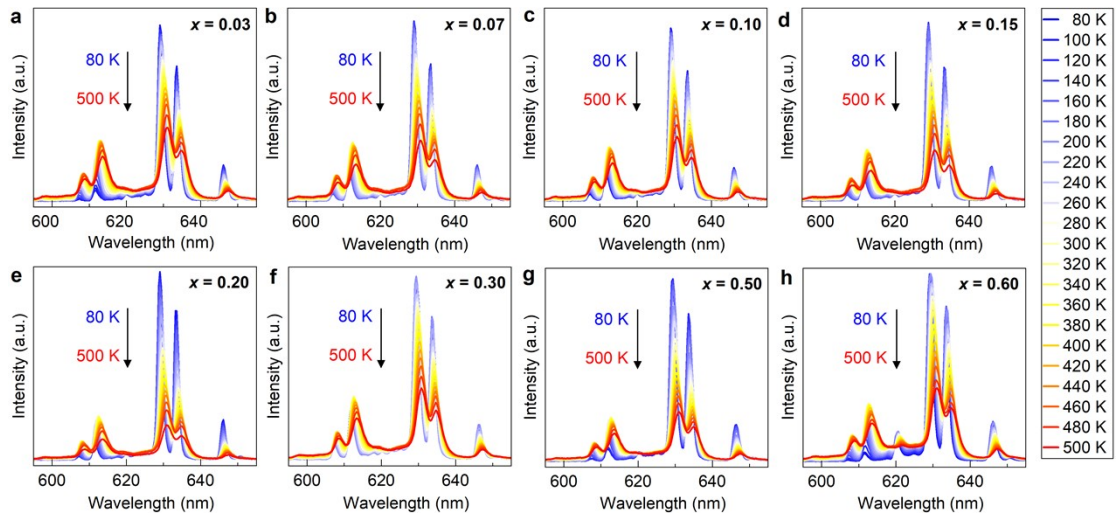 a
x = 0.03
80 K
500 K
Intensity (a.u.)
600
620
640
Wavelength (nm)
b
x = 0.07
80 K
500 K
Intensity (a.u.)
600
620
640
Wavelength (nm)
c
x = 0.10
80 K
500 K
Intensity (a.u.)
600
620
640
Wavelength (nm)
d
x = 0.15
80 K
500 K
Intensity (a.u.)
600
620
640
Wavelength (nm)
e
x = 0.20
80 K
500 K
Intensity (a.u.)
600
620
640
Wavelength (nm)
f
x = 0.30
80 K
500 K
Intensity (a.u.)
600
620
640
Wavelength (nm)
g
x = 0.50
80 K
500 K
Intensity (a.u.)
600
620
640
Wavelength (nm)
h
x = 0.60
80 K
500 K
Intensity (a.u.)
600
620
640
Wavelength (nm)
80 K
100 K
120 K
140 K
160 K
180 K
200 K
220 K
240 K
260 K
280 K
300 K
320 K
340 K
360 K
380 K
400 K
420 K
440 K
460 K
480 K
500 K